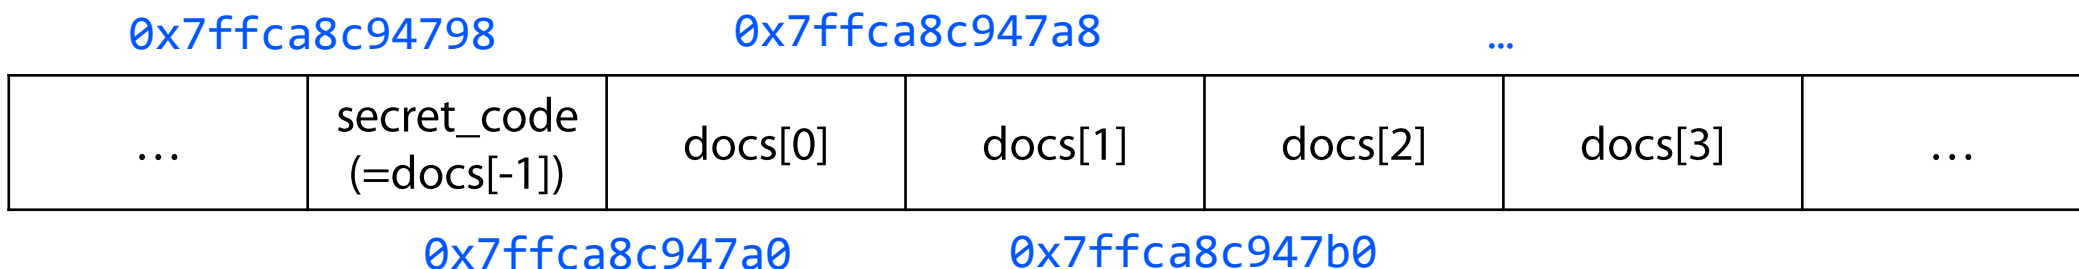 0x7ffca8c94798
0x7ffca8c947a8
…
…
secret_code
(=docs[-1])
docs[0]
docs[1]
docs[2]
docs[3]
…
0x7ffca8c947a0
0x7ffca8c947b0